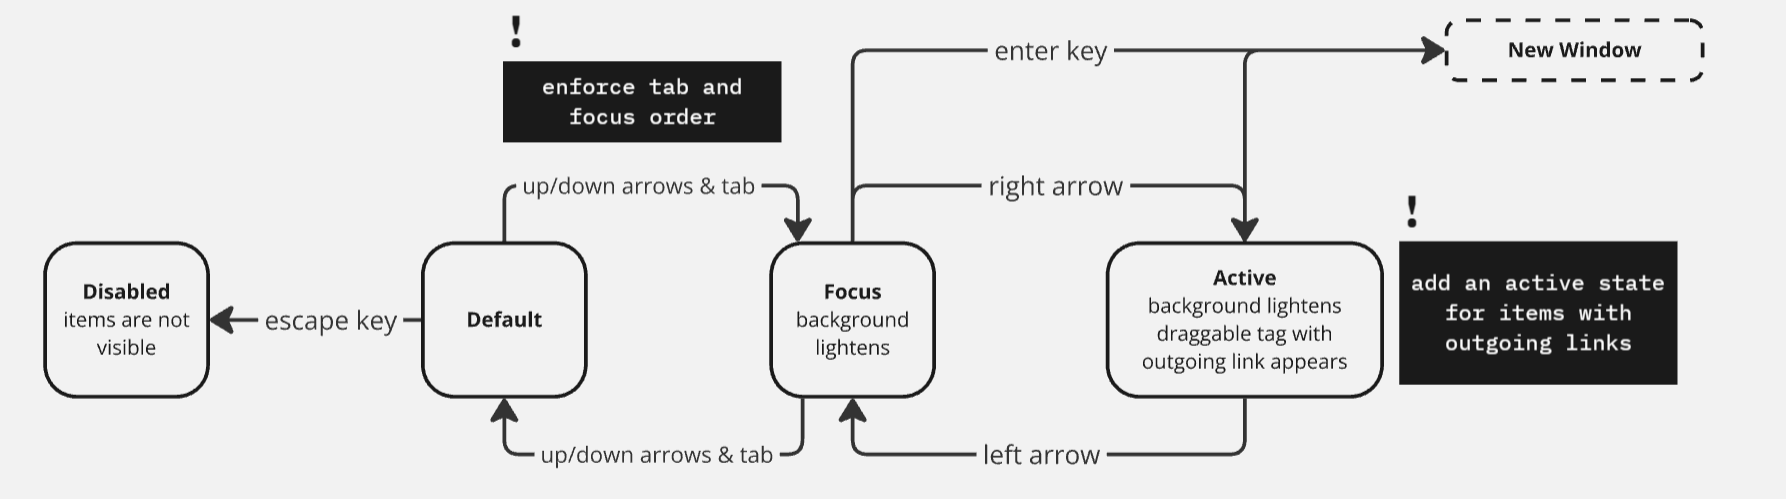 !
enforce tab and
focus order
enter key
New Window
up/down arrows & tab
right arrow
!
Disabled
items are not
visible
escape key
Default
Focus
background
lightens
Active
background lightens
draggable tag with
outgoing link appears
add an active state
for items with
outgoing links
up/down arrows & tab
left arrow